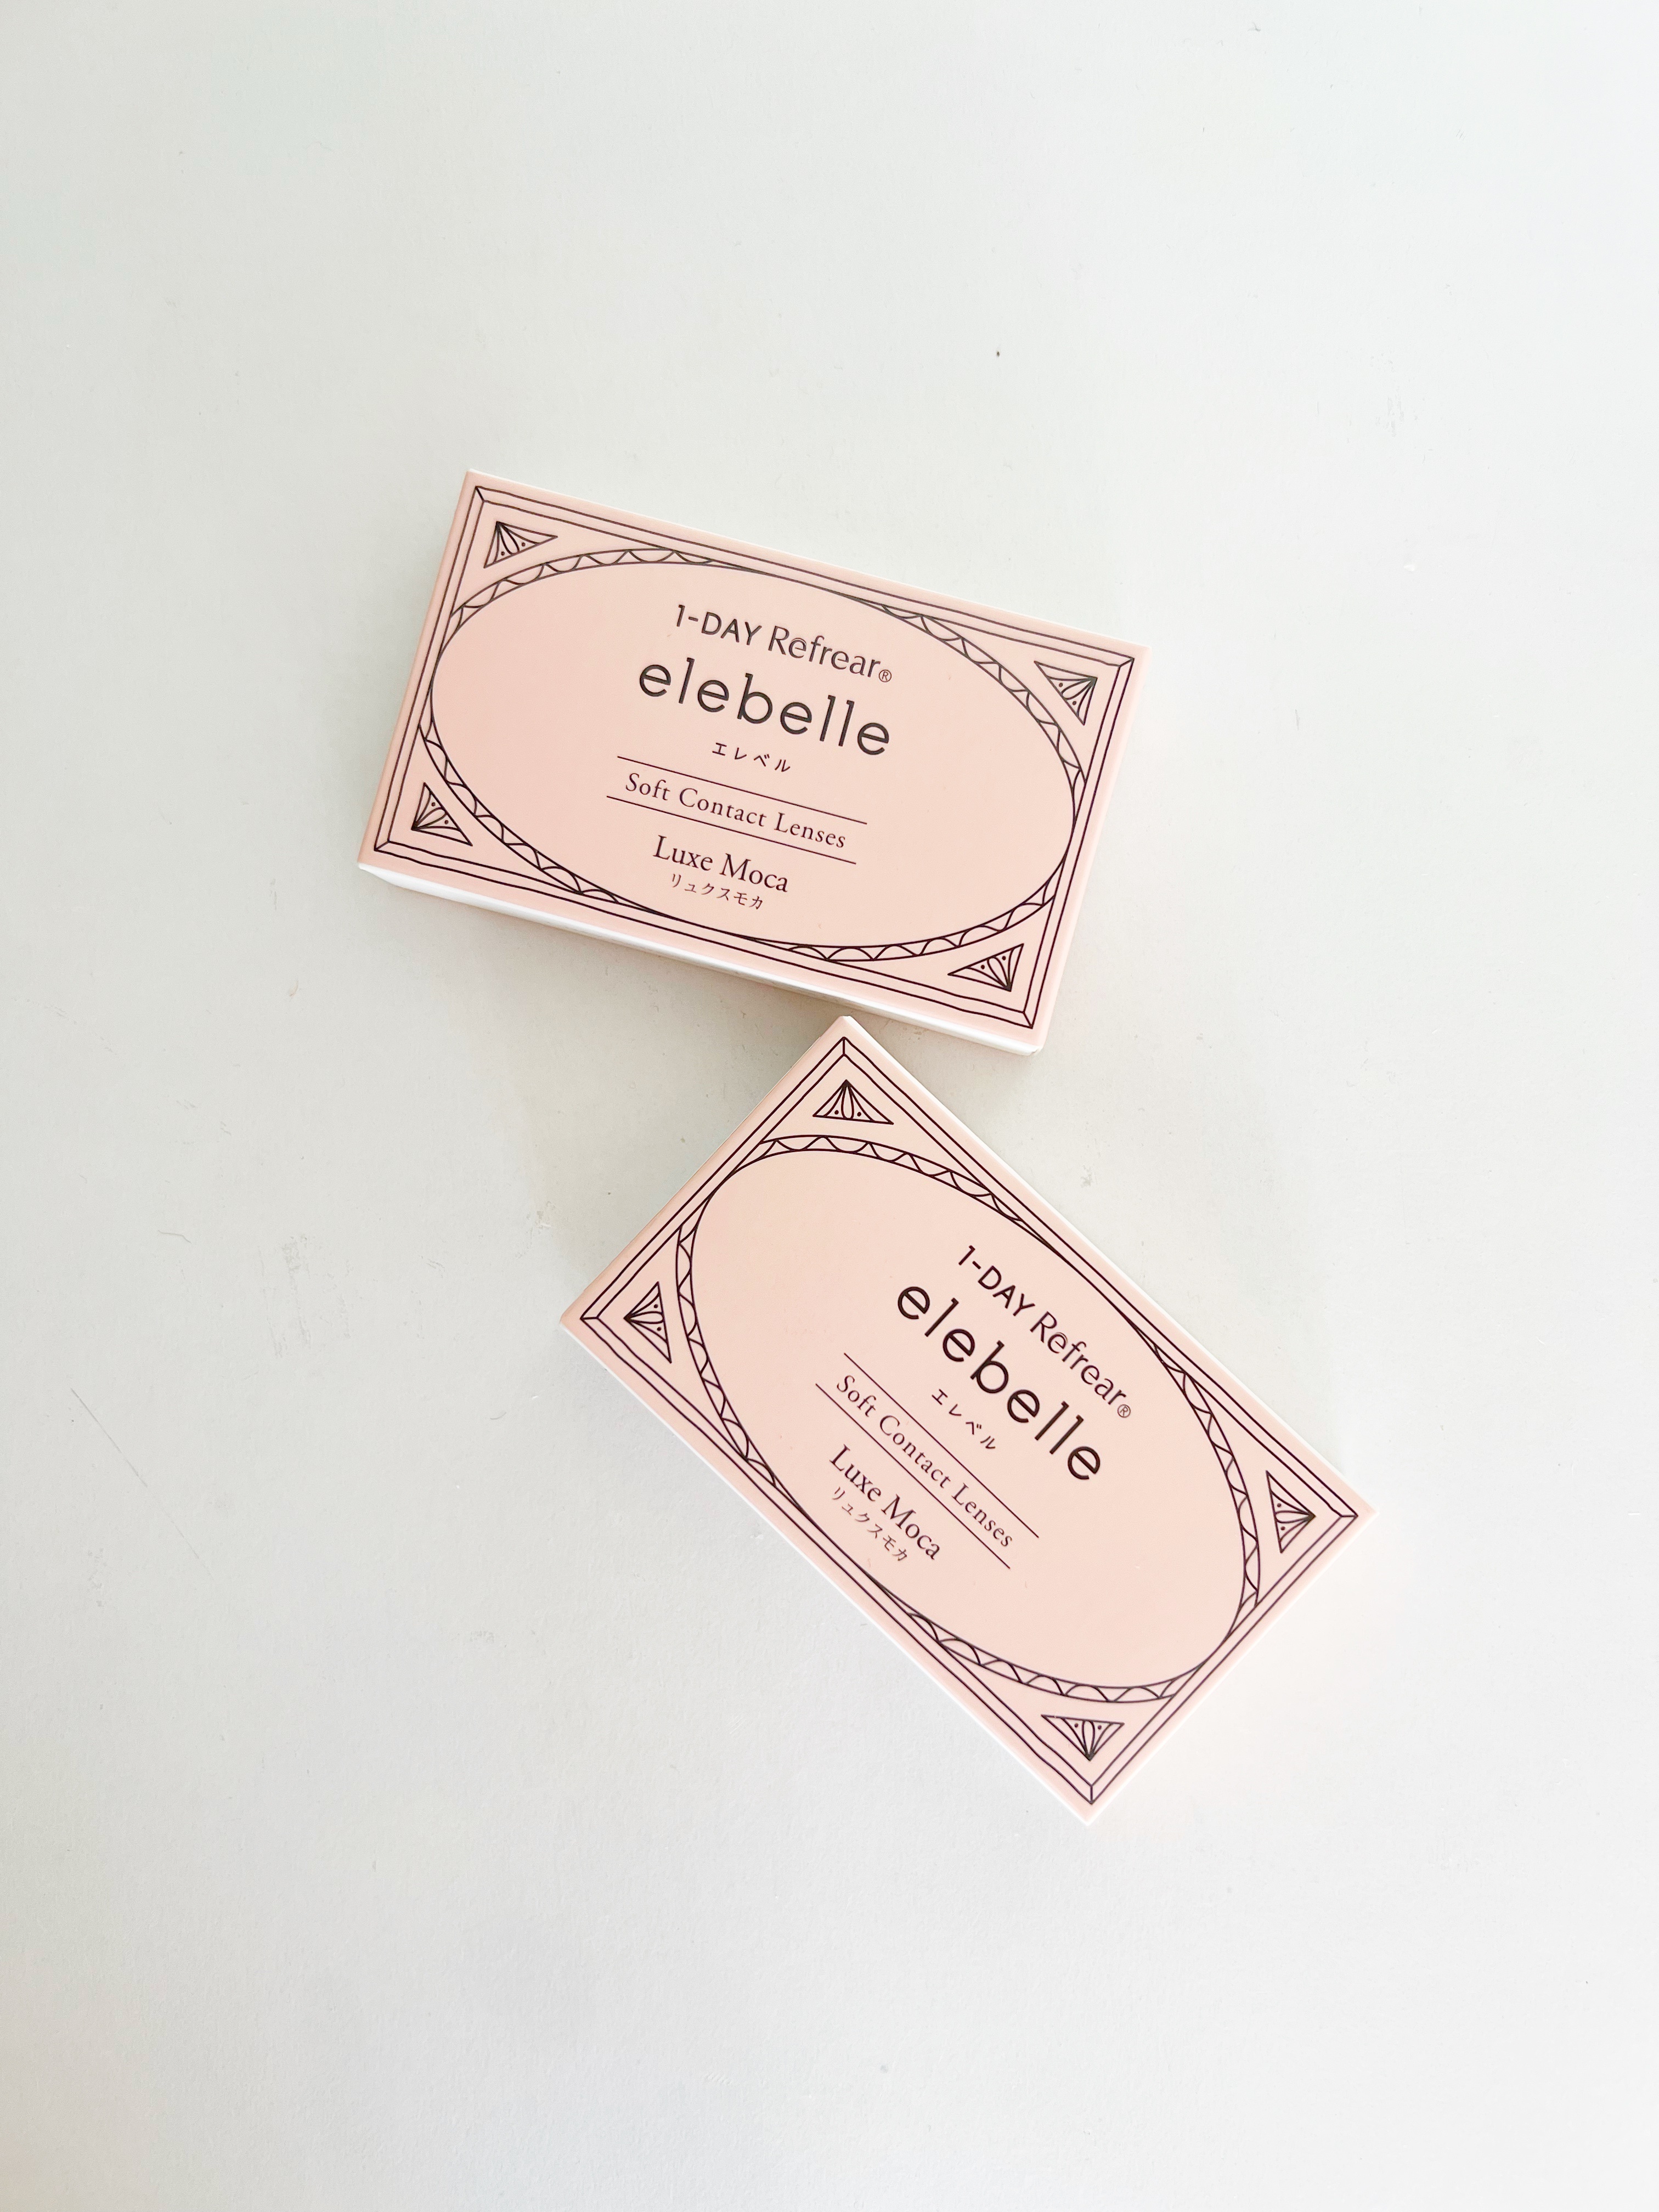 1-DAY Refrear®
elebelle
エレベル
Soft Contact Lenses
Luxe Moca
リュクスモカ
1-DAY Refrear®
elebelle
エレベル
Soft Contact Lenses
Luxe Moca
リュクスモカ